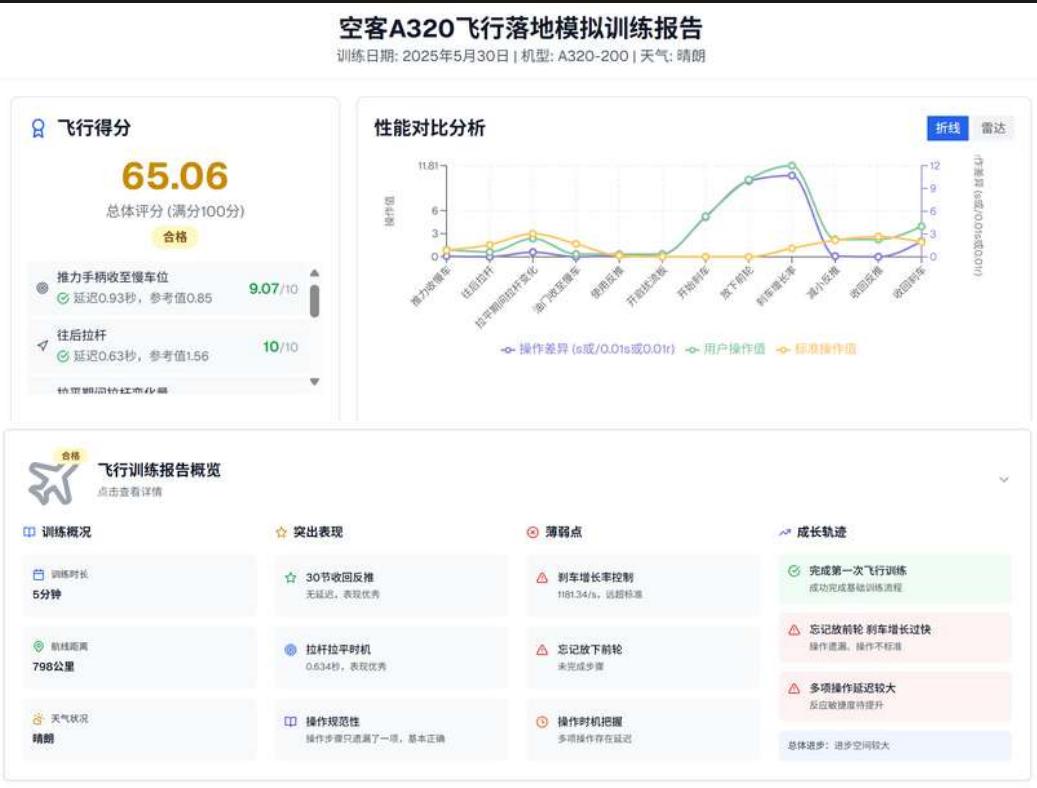 空客A320飞行落地模拟训练报告
训练日期: 2025年5月30日 | 机型: A320-200 | 天气: 晴朗
飞行得分
65.06
总体评分 (满分100分)
合格
推力手柄收至慢车位
延迟0.93秒，参考值0.85
9.07/10
往后拉杆
延迟0.63秒，参考值1.56
10/10
拉平期间拉杆变化量
性能对比分析
折线
雷达
11.81
6
3
0
操作值
12
9
6
3
0
作差异 (s或/0.01s或0.01r)
推力收慢车
往后拉杆
拉平期间拉杆变化
油门收至慢车
使用反推
开启扰流板
开始刹车
放下前轮
刹车增长率
减小反推
收回反推
收回刹车
操作差异 (s或/0.01s或0.01r)
用户操作值
标准操作值
合格
飞行训练报告概览
点击查看详情
训练概况
训练时长
5分钟
航线距离
798公里
天气状况
晴朗
突出表现
30节收回反推
无延迟，表现优秀
拉杆拉平时机
0.634秒，表现优秀
操作规范性
操作步骤只遗漏了一项，基本正确
薄弱点
刹车增长率控制
1181.34/s，远超标准
忘记放下前轮
未完成步骤
操作时机把握
多项操作存在延迟
成长轨迹
完成第一次飞行训练
成功完成基础训练流程
忘记放前轮 刹车增长过快
操作遗漏，操作不标准
多项操作延迟较大
反应敏捷度待提升
总体进步：进步空间较大